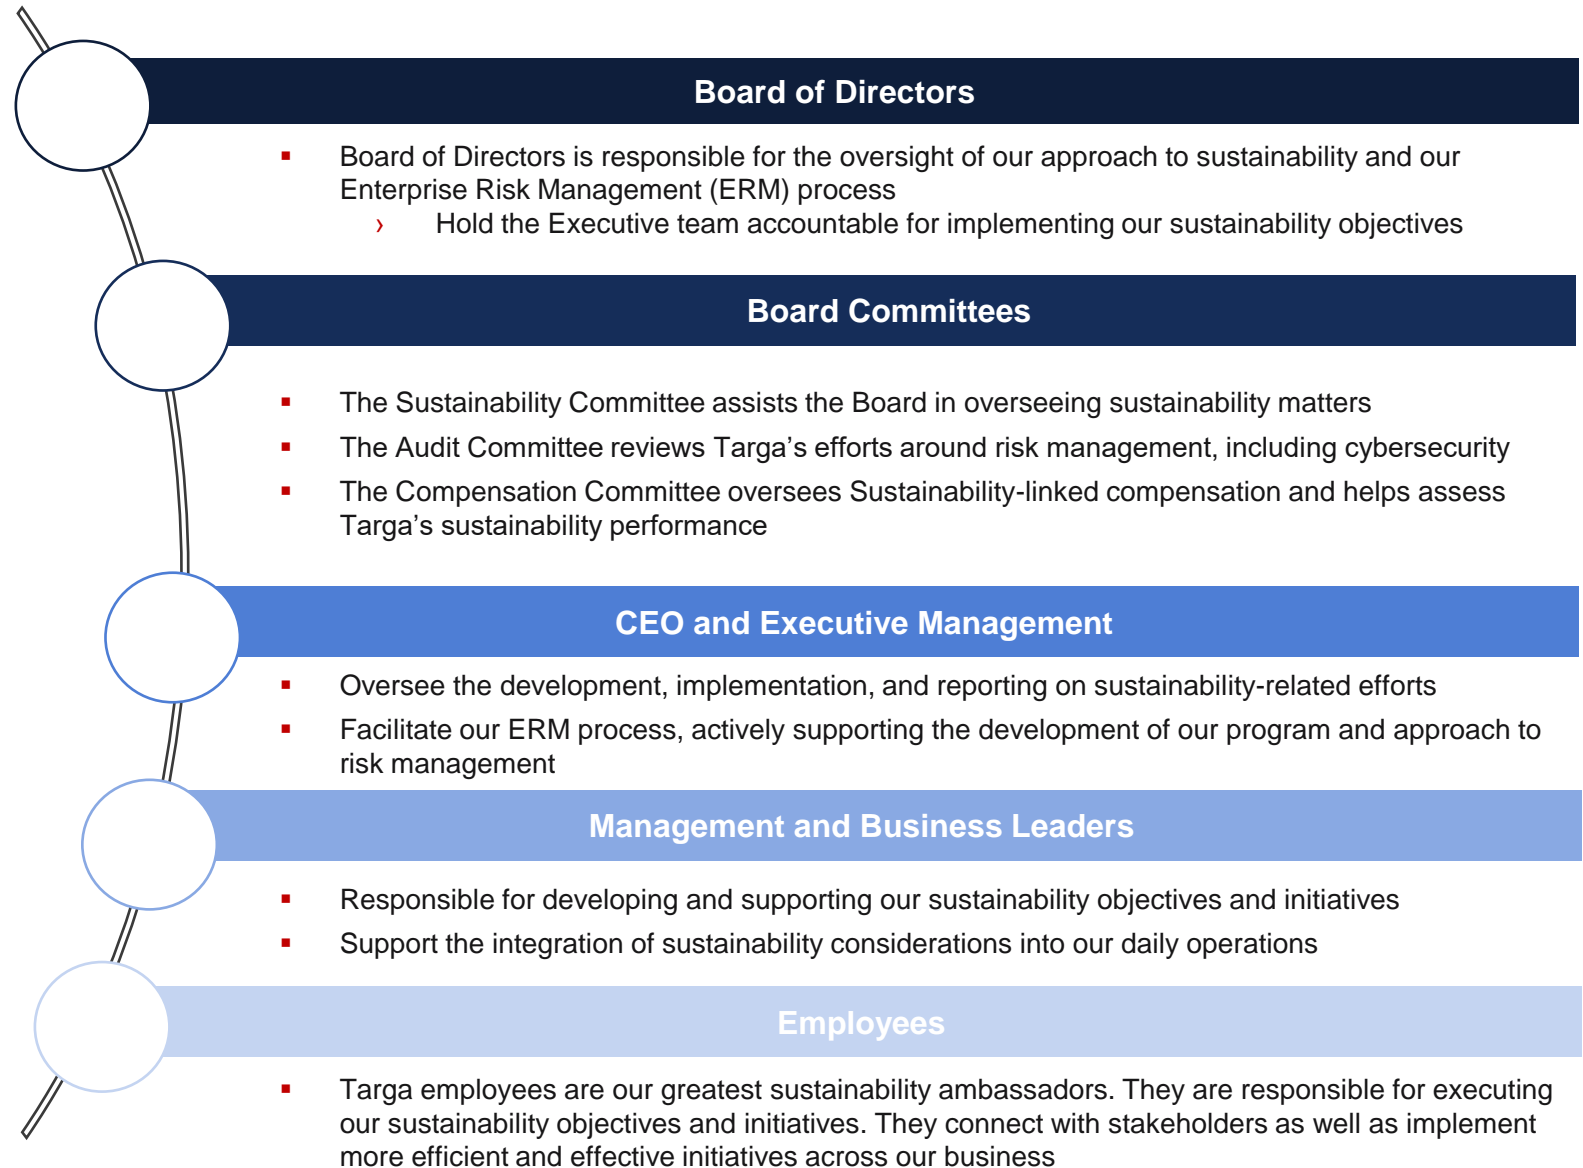 Board of Directors
▪ Board of Directors is responsible for the oversight of our approach to sustainability and our
Enterprise Risk Management (ERM) process
› Hold the Executive team accountable for implementing our sustainability objectives
Board Committees
▪ The Sustainability Committee assists the Board in overseeing sustainability matters
▪ The Audit Committee reviews Targa’s efforts around risk management, including cybersecurity
▪ The Compensation Committee oversees Sustainability-linked compensation and helps assess
Targa’s sustainability performance
CEO and Executive Management
▪ Oversee the development, implementation, and reporting on sustainability-related efforts
▪ Facilitate our ERM process, actively supporting the development of our program and approach to
risk management
Management and Business Leaders
▪ Responsible for developing and supporting our sustainability objectives and initiatives
▪ Support the integration of sustainability considerations into our daily operations
Employees
▪ Targa employees are our greatest sustainability ambassadors. They are responsible for executing
our sustainability objectives and initiatives. They connect with stakeholders as well as implement
more efficient and effective initiatives across our business